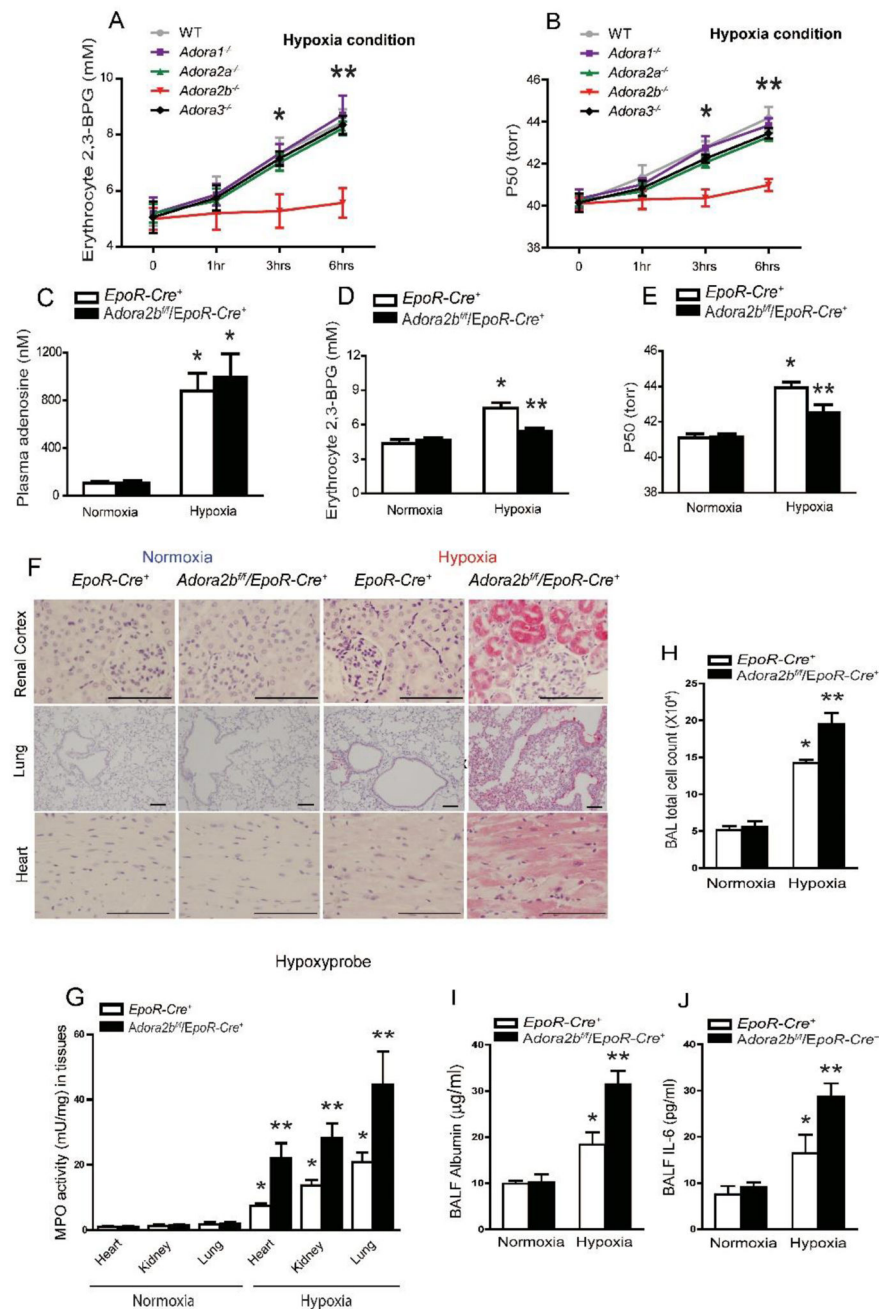 A
WT
Adora1-/-
Adora2a-/-
Adora2b-/-
Adora3-/-
Hypoxia condition
Erythrocyte 2,3-BPG (mM)
10
8
6
4
*
**
0
1hr
3hrs
6hrs
B
WT
Adora1-/-
Adora2a-/-
Adora2b-/-
Adora3-/-
Hypoxia condition
P50 (torr)
46
44
42
40
38
*
**
0
1hr
3hrs
6hrs
C
EpoR-Cre+
Adora2bf/f/EpoR-Cre+
Plasma adenosine (nM)
1200
800
400
0
* *
Normoxia
Hypoxia
D
EpoR-Cre+
Adora2bf/f/EpoR-Cre+
Erythrocyte 2,3-BPG (mM)
12
9
6
3
0
*
**
Normoxia
Hypoxia
E
EpoR-Cre+
Adora2bf/f/EpoR-Cre+
P50 (torr)
46
44
41
40
38
*
**
Normoxia
Hypoxia
F
Normoxia
Hypoxia
EpoR-Cre+
Adora2bf/f/EpoR-Cre+
EpoR-Cre+
Adora2bf/f/EpoR-Cre+
Renal Cortex
Lung
Heart
Hypoxyprobe
H
EpoR-Cre+
Adora2bf/f/EpoR-Cre+
BAL total cell count (X10⁴)
25
20
15
10
5
0
*
**
Normoxia
Hypoxia
G
EpoR-Cre+
Adora2bf/f/EpoR-Cre+
MPO activity (mU/mg) in tissues
60
40
20
0
*
**
*
**
*
**
Heart
Kidney
Lung
Heart
Kidney
Lung
Normoxia
Hypoxia
I
EpoR-Cre+
Adora2bf/f/EpoR-Cre+
BALF Albumin (µg/ml)
40
30
20
10
0
*
**
Normoxia
Hypoxia
J
EpoR-Cre+
Adora2bf/f/EpoR-Cre+
BALF IL-6 (pg/ml)
40
30
20
10
0
*
**
Normoxia
Hypoxia